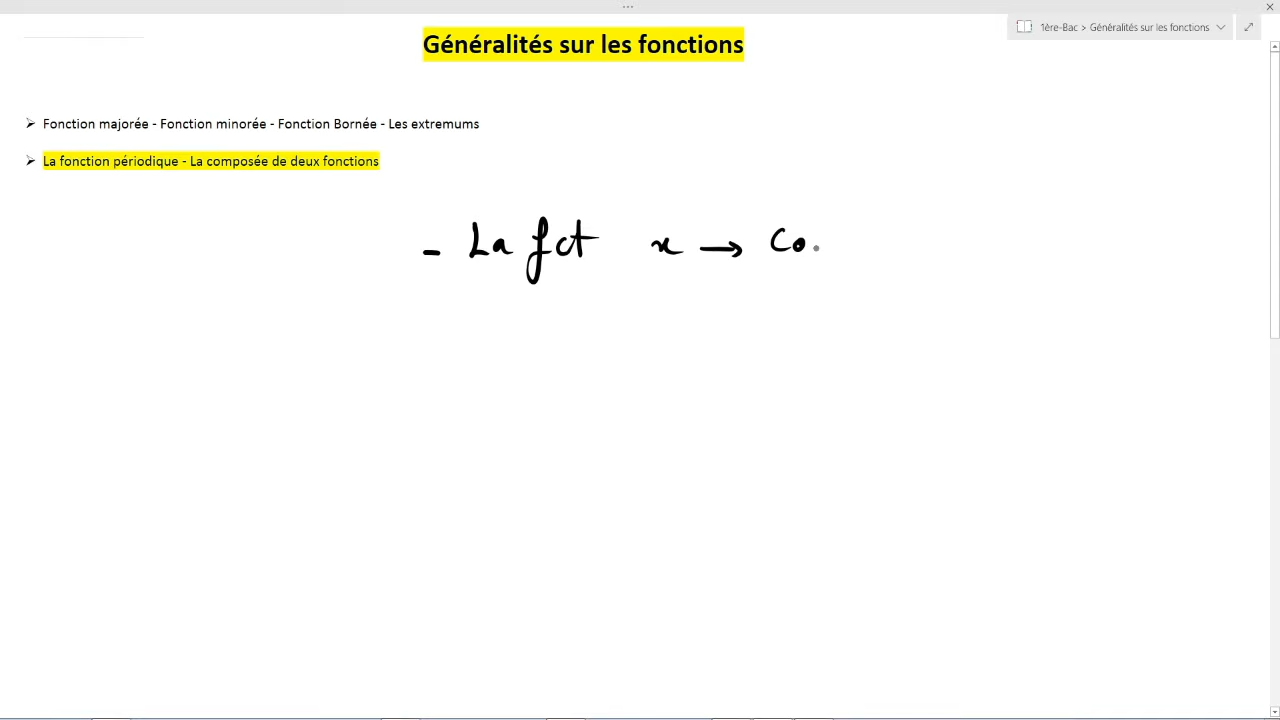 1ère-Bac > Généralités sur les fonctions
Généralités sur les fonctions
➢ Fonction majorée - Fonction minorée - Fonction Bornée - Les extremums
➢ La fonction périodique - La composée de deux fonctions
- La fct x → Co